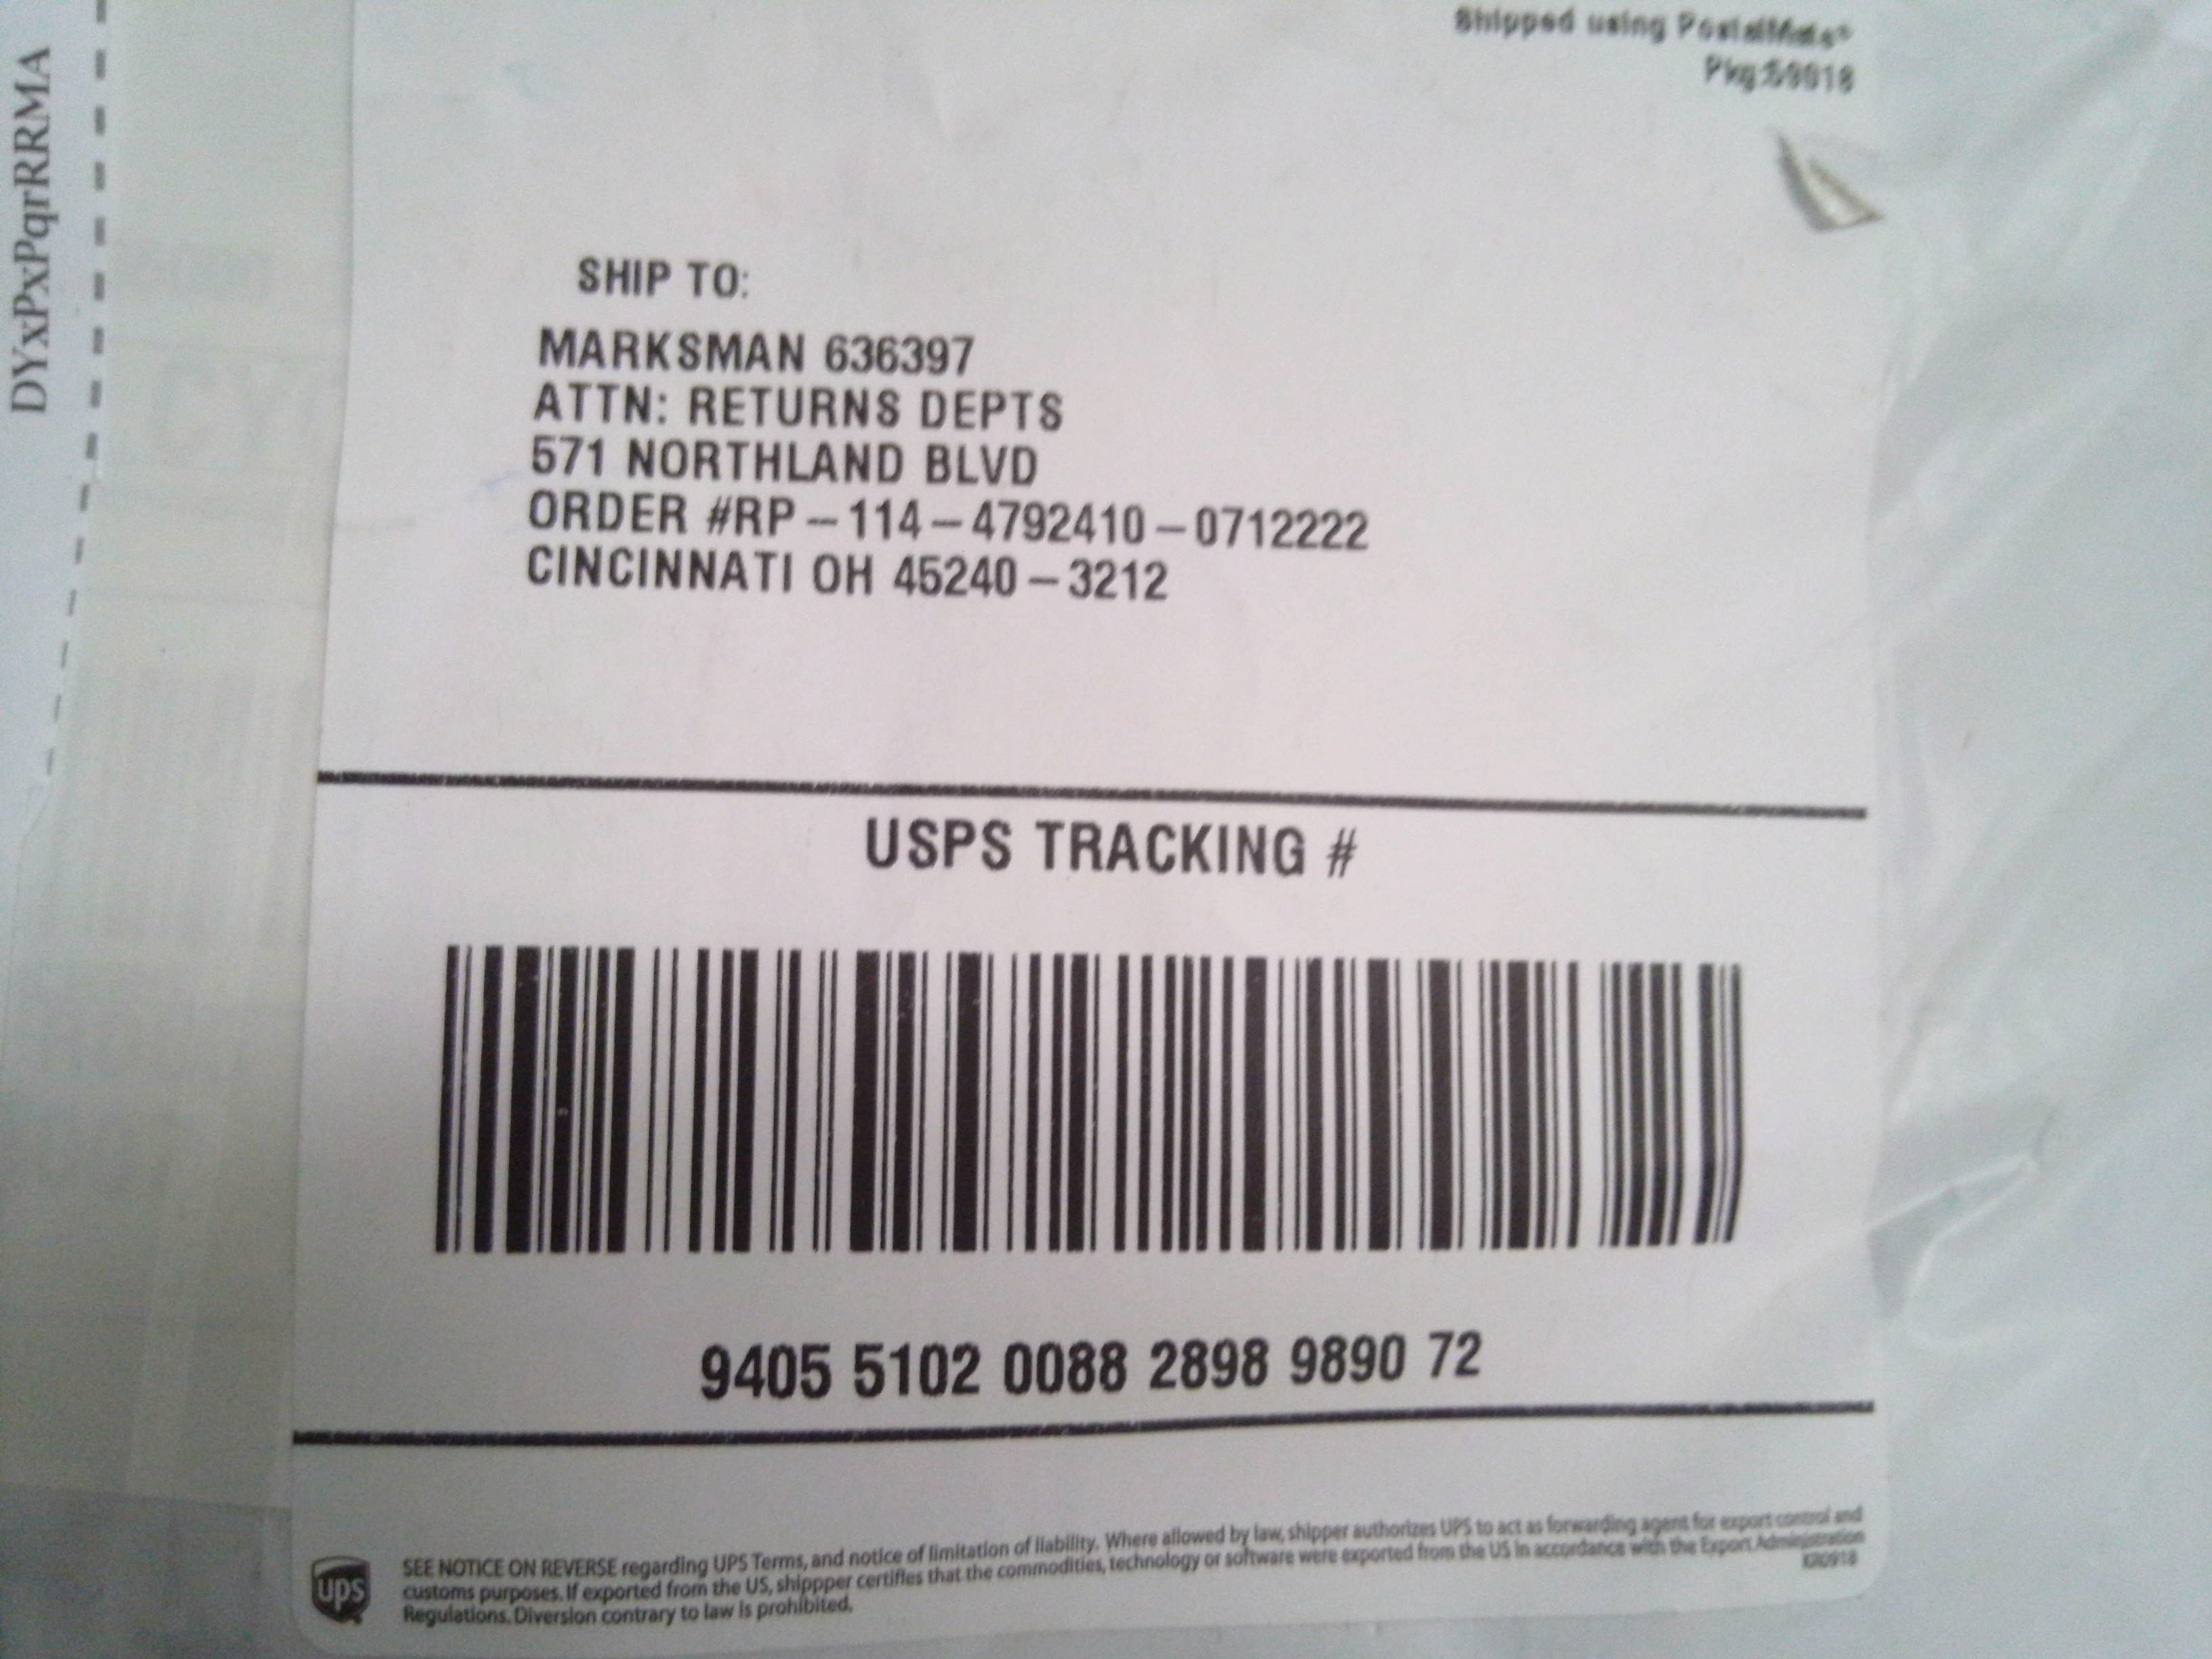 DYxPxPqrRRMA
Shipped using PostalMate®
SHIP TO:
MARKSMAN 636397
ATTN: RETURNS DEPTS
571 NORTHLAND BLVD
ORDER #RP – 114 – 4792410 – 0712222
CINCINNATI OH 45240 – 3212
USPS TRACKING #
9405 5102 0088 2898 9890 72
ups
SEE NOTICE ON REVERSE regarding UPS Terms, and notice of limitation of liability. Where allowed by law, shipper authorizes UPS to act as forwarding agent for export control and
customs purposes. If exported from the US, shippper certifies that the commodities, technology or software were exported from the US in accordance with the Export Administration
Regulations. Diversion contrary to law is prohibited.